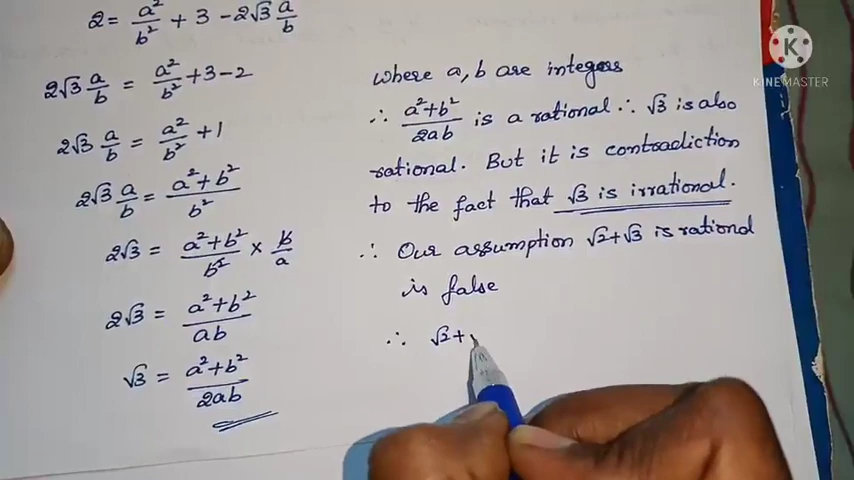 2 = a²/b² + 3 - 2√3 a/b
2√3 a/b = a²/b² + 3 - 2
2√3 a/b = a²/b² + 1
2√3 a/b = a² + b² / b²
2√3 = a² + b² / b² × b/a
2√3 = a² + b² / ab
√3 = a² + b² / 2ab
where a, b are integers
∴ a² + b² / 2ab is a rational ∴ √3 is also
rational. But it is contradiction
to the fact that √3 is irrational.
∴ Our assumption √2+√3 is rational
is false
∴ √2+
K
KINEMASTER